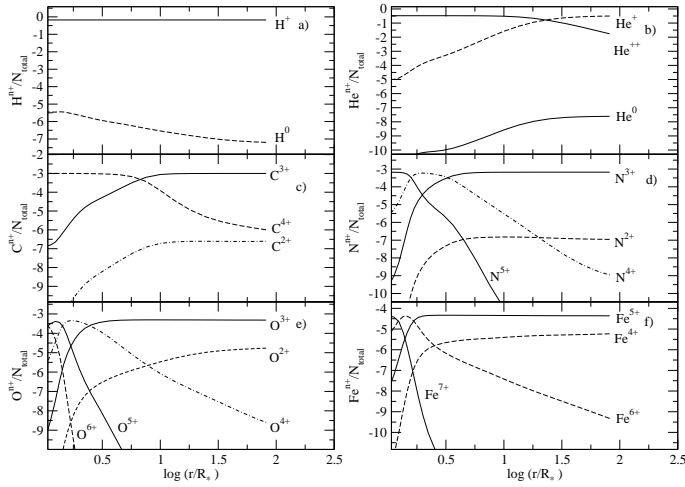 0
-1
-2
-3
-4
-5
-6
-7
-2
H^{n+}/N_{total}
H^+
a)
H^0
0
-1
-2
-3
-4
-5
-6
-7
-8
-9
-10
He^{n+}/N_{total}
He^+
b)
He^{++}
He^0
-3
-4
-5
-6
-7
-8
-9
C^{n+}/N_{total}
C^{3+}
c)
C^{4+}
C^{2+}
-3
-4
-5
-6
-7
-8
-9
-10
N^{n+}/N_{total}
N^{3+}
d)
N^{2+}
N^{5+}
N^{4+}
-3
-4
-5
-6
-7
-8
-9
O^{n+}/N_{total}
O^{3+}
e)
O^{2+}
O^{6+}
O^{5+}
O^{4+}
0.5
1
1.5
2
2.5
log (r/R_*)
-4
-5
-6
-7
-8
-9
-10
Fe^{n+}/N_{total}
Fe^{5+}
f)
Fe^{4+}
Fe^{7+}
Fe^{6+}
0.5
1
1.5
2
2.5
log (r/R_*)